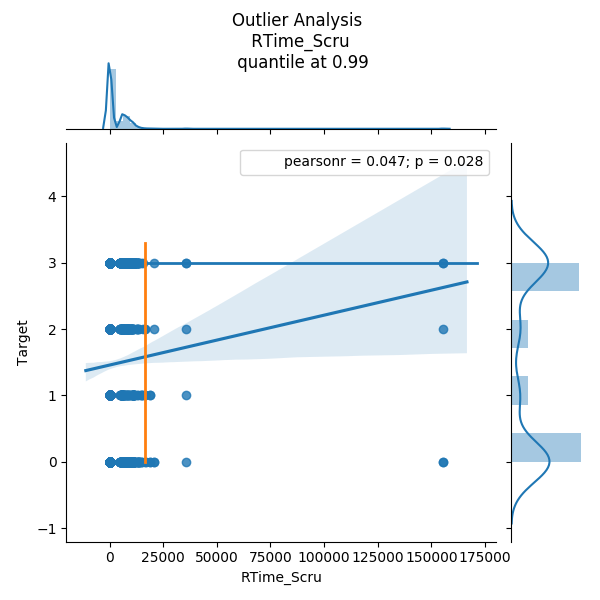 Outlier Analysis
RTime_Scru
quantile at 0.99
pearsonr = 0.047; p = 0.028
4
3
2
1
0
−1
Target
0 25000 50000 75000 100000 125000 150000 175000
RTime_Scru